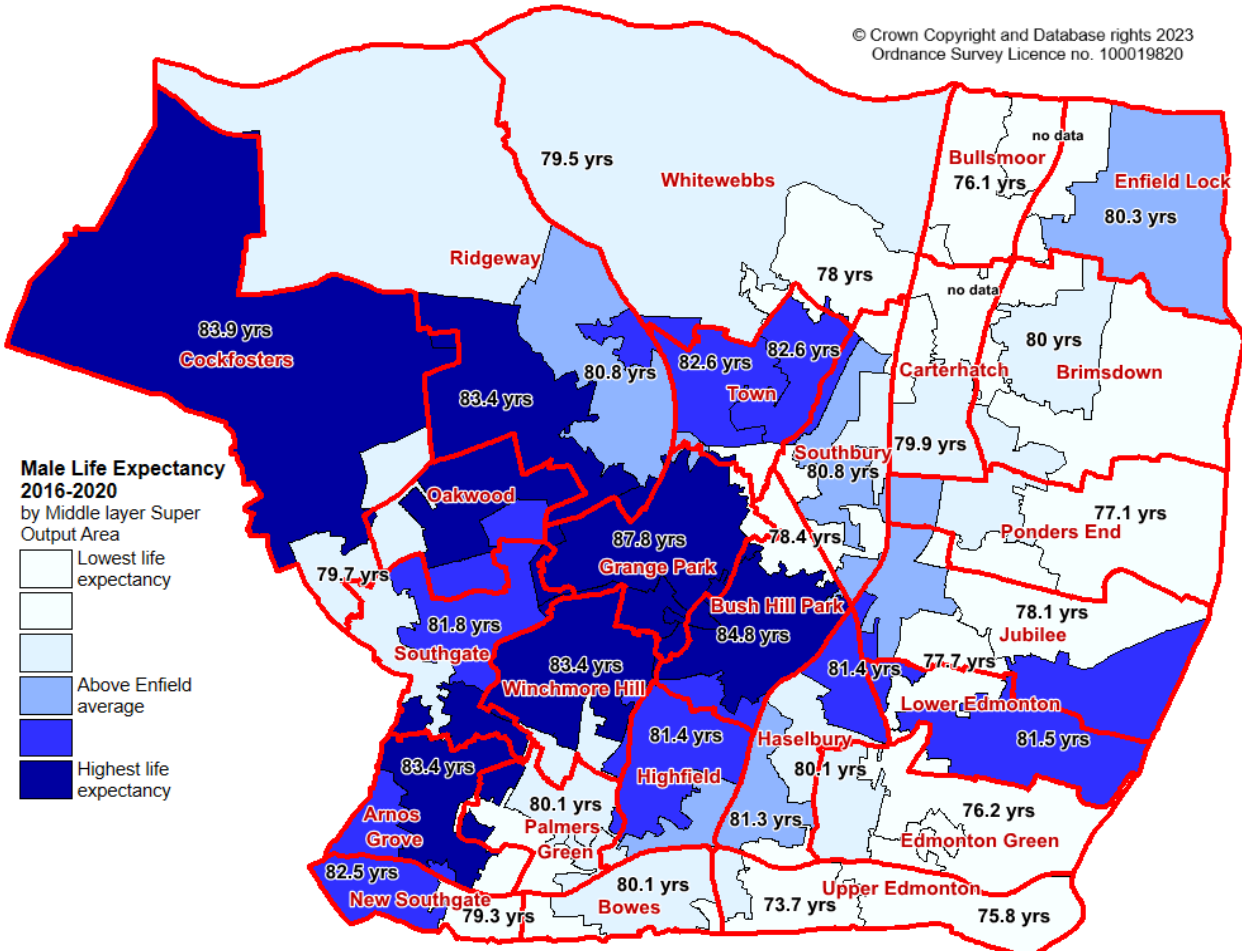 © Crown Copyright and Database rights 2023
Ordnance Survey Licence no. 100019820
no data
Bullsmoor
79.5 yrs
Whitewebbs
76.1 yrs
Enfield Lock
80.3 yrs
Ridgeway
78 yrs
no data
83.9 yrs
Cockfosters
82.6 yrs
82.6 yrs
80 yrs
80.8 yrs
Carterhatch
Brimsdown
Town
83.4 yrs
79.9 yrs
Southbury
80.8 yrs
Male Life Expectancy
2016-2020
by Middle layer Super
Output Area
Lowest life
expectancy
Above Enfield
average
Highest life
expectancy
Oakwood
77.1 yrs
Ponders End
87.8 yrs
Grange Park
78.4 yrs
79.7 yrs
Bush Hill Park
84.8 yrs
78.1 yrs
Jubilee
81.8 yrs
Southgate
83.4 yrs
Winchmore Hill
77.7 yrs
81.4 yrs
Lower Edmonton
81.4 yrs
Haselbury
81.5 yrs
83.4 yrs
Highfield
80.1 yrs
80.1 yrs
Palmers
Green
Arnos
Grove
81.3 yrs
76.2 yrs
Edmonton Green
82.5 yrs
New Southgate
80.1 yrs
Bowes
Upper Edmonton
79.3 yrs
73.7 yrs
75.8 yrs